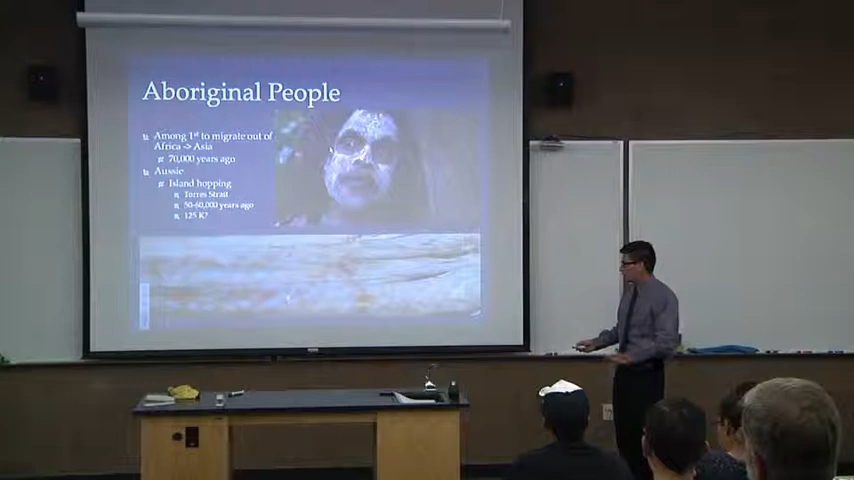 Aboriginal People
Among 1st to migrate out of
Africa -> Asia
70,000 years ago
Aussie
Island hopping
Torres Strait
50-60,000 years ago
125 K?